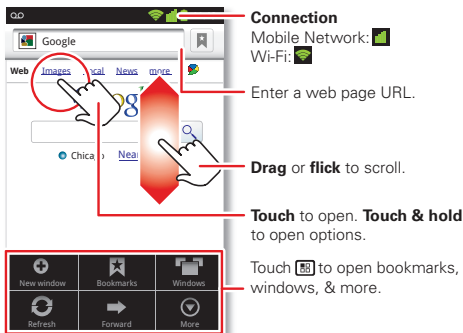 Google
Web Images Local News more
Chicago
New window Bookmarks Windows
Refresh Forward More
Connection
Mobile Network:
Wi-Fi:
Enter a web page URL.
Drag or flick to scroll.
Touch to open. Touch & hold
to open options.
Touch to open bookmarks,
windows, & more.